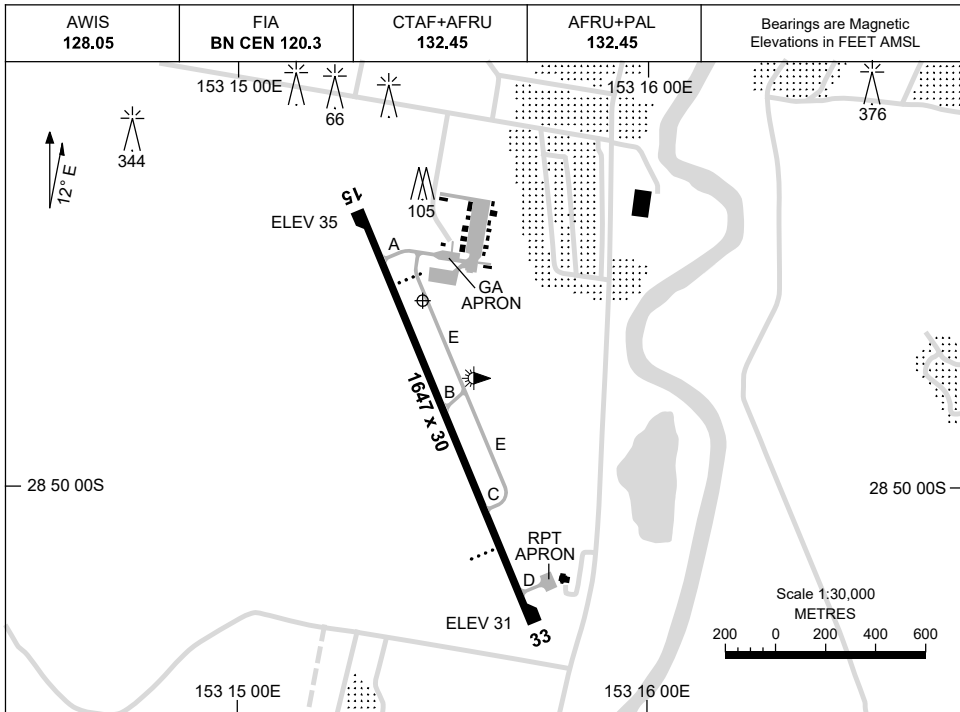 AWIS
128.05
FIA
BN CEN 120.3
CTAF+AFRU
132.45
AFRU+PAL
132.45
Bearings are Magnetic
Elevations in FEET AMSL
153 15 00E
153 16 00E
66
376
344
12° E
105
15
ELEV 35
A
GA
APRON
E
B
1647 x 30
E
28 50 00S
28 50 00S
C
RPT
APRON
D
ELEV 31
33
Scale 1:30,000
METRES
200 0 200 400 600
153 15 00E
153 16 00E